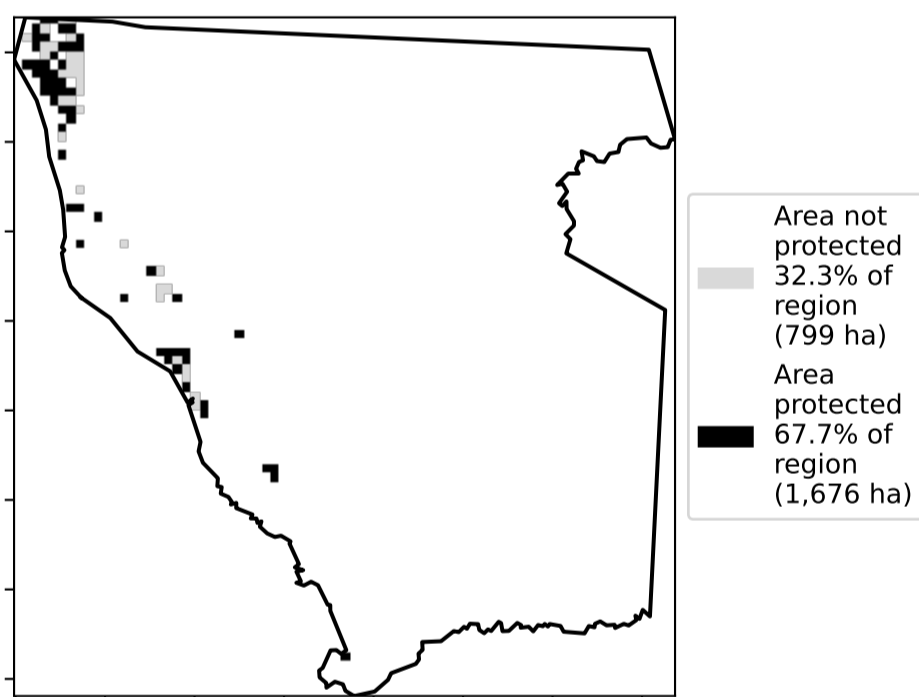 Area not
protected
32.3% of
region
(799 ha)
Area
protected
67.7% of
region
(1,676 ha)